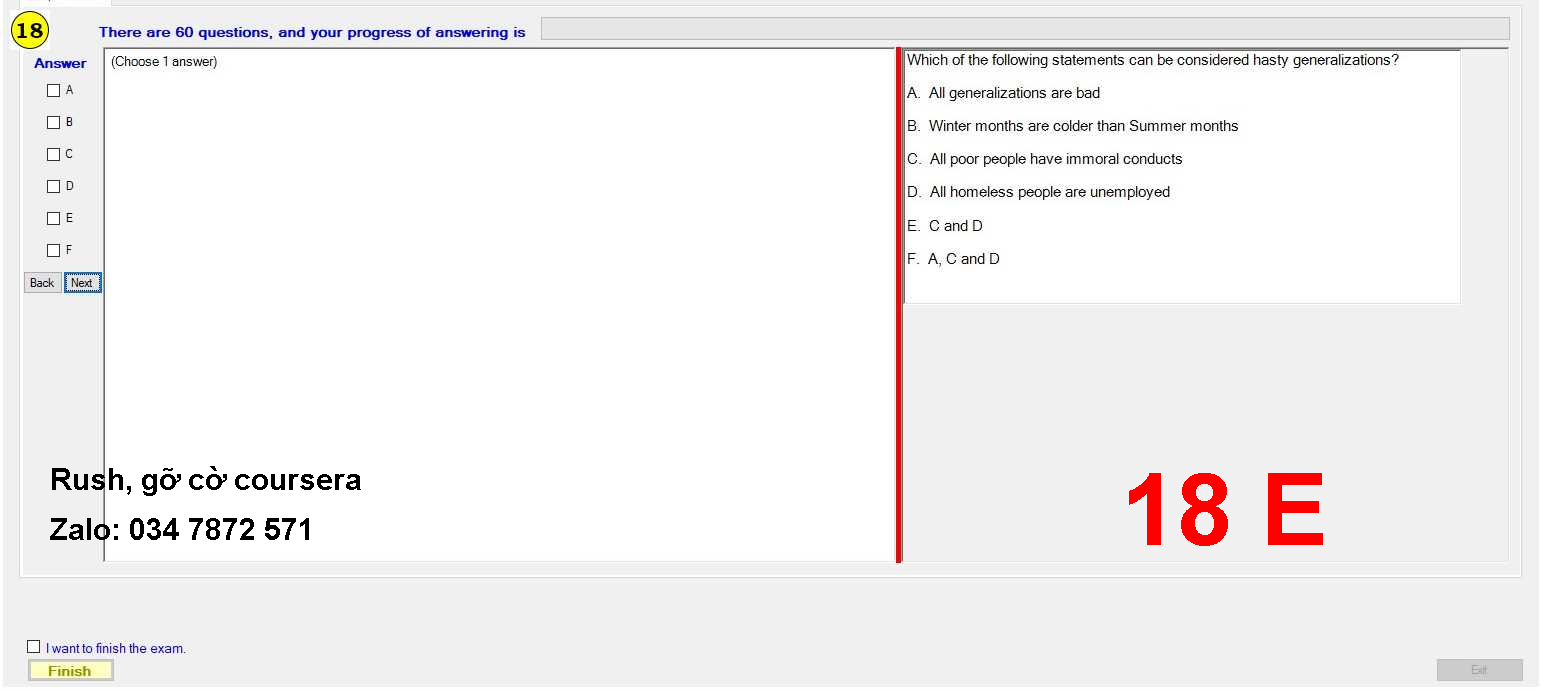 18
There are 60 questions, and your progress of answering is
Answer
(Choose 1 answer)
A
B
C
D
E
F
Back Next
Which of the following statements can be considered hasty generalizations?
A. All generalizations are bad
B. Winter months are colder than Summer months
C. All poor people have immoral conducts
D. All homeless people are unemployed
E. C and D
F. A, C and D
Rush, gỡ cờ coursera
Zalo: 034 7872 571
18 E
I want to finish the exam.
Finish
Exit